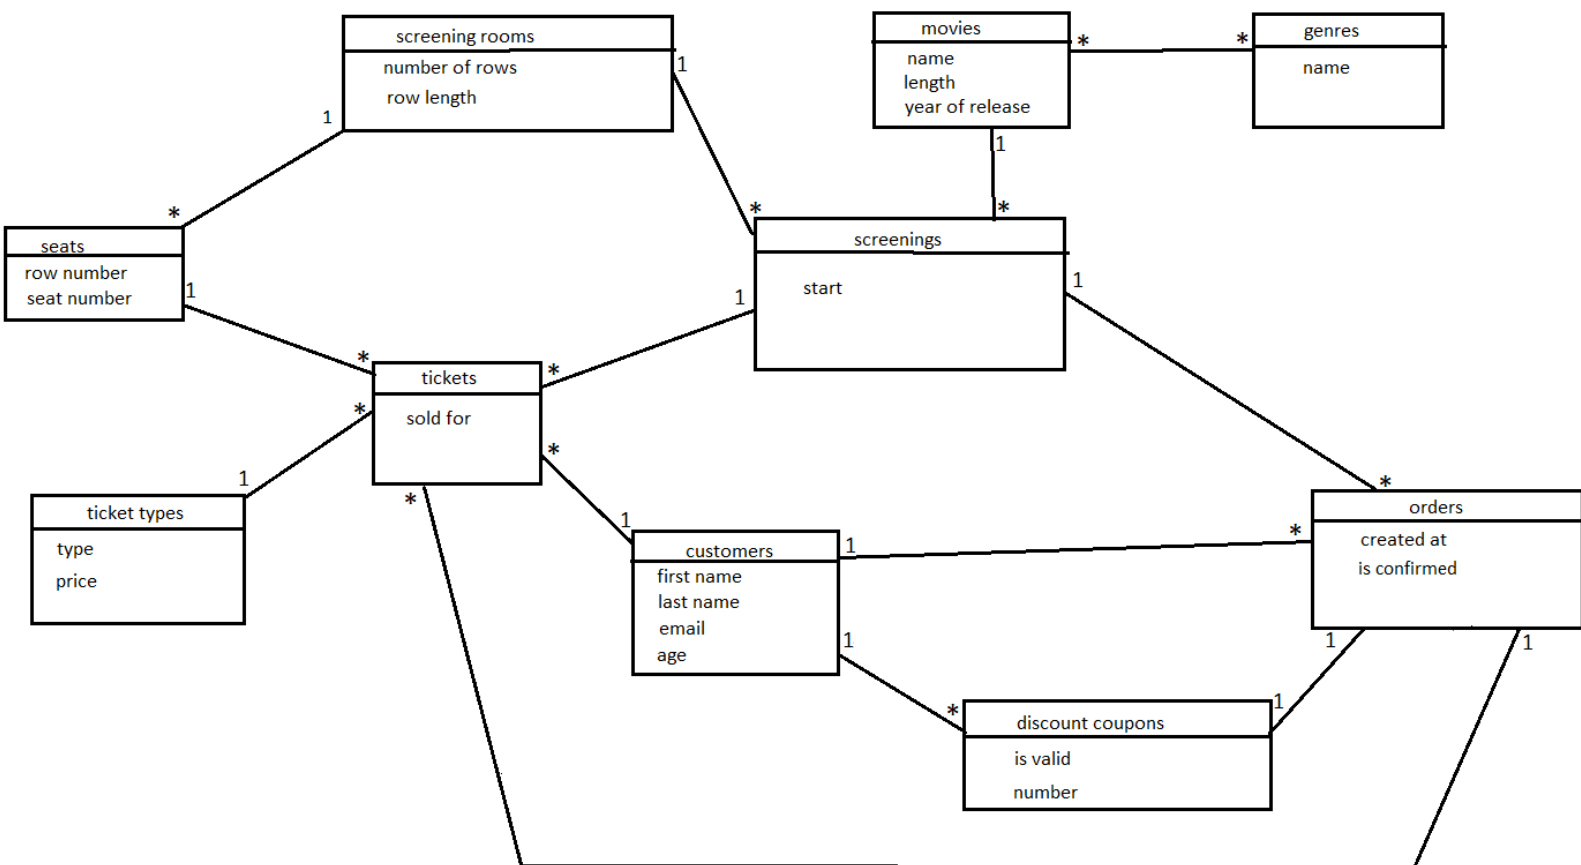 screening rooms
number of rows
row length
1
1
*
*
movies
name
length
year of release
*
*
1
*
genres
name
seats
row number
seat number
1
*
screenings
start
1
*
1
*
tickets
sold for
*
*
*
1
1
ticket types
type
price
customers
first name
last name
email
age
1
*
1
*
orders
created at
is confirmed
1
1
1
discount coupons
is valid
number